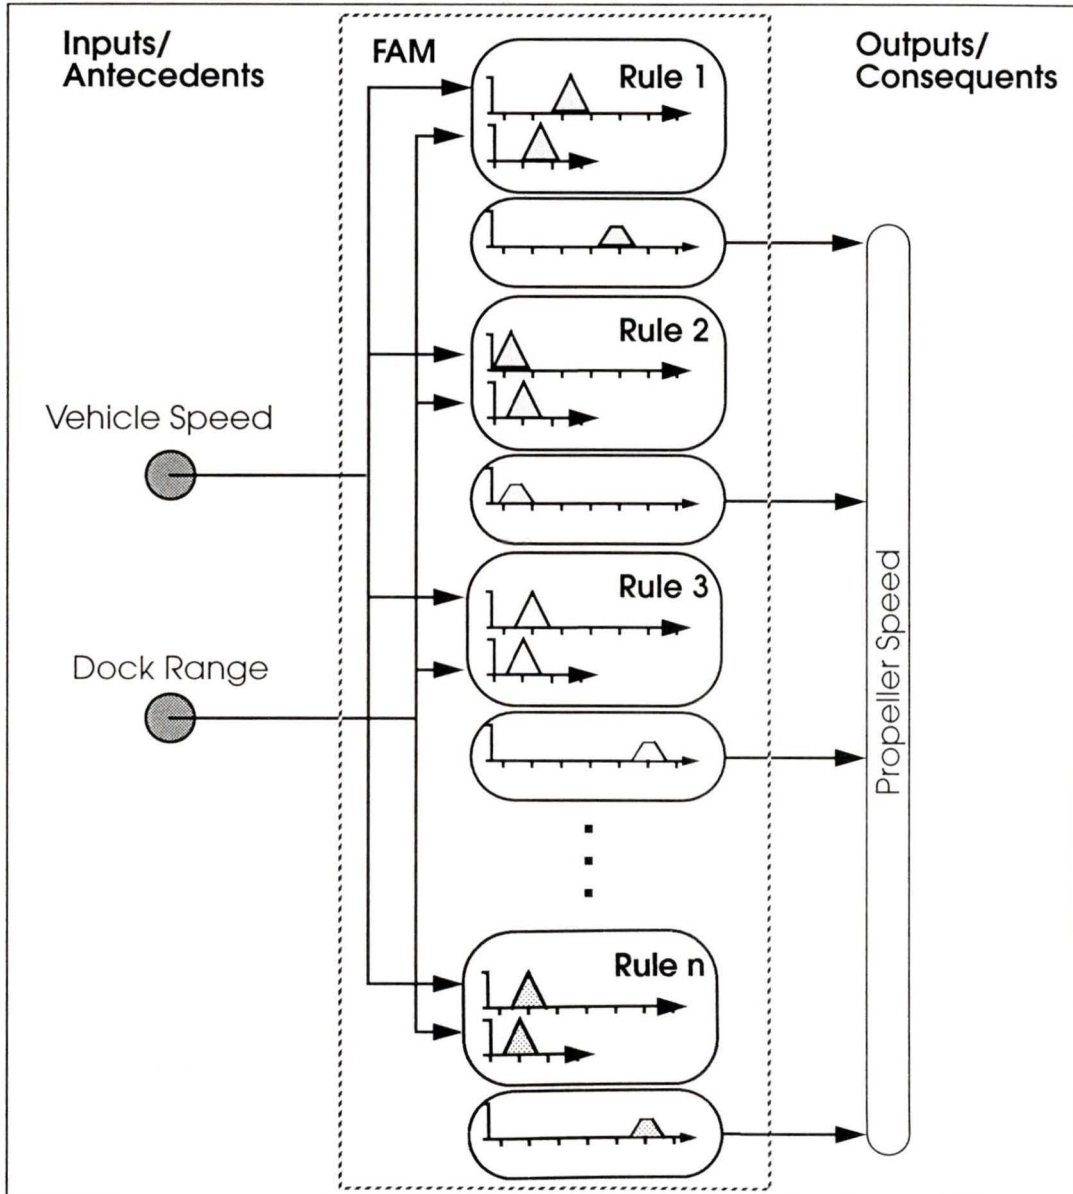 Inputs/
Antecedents
FAM
Outputs/
Consequents
Rule 1
Rule 2
Vehicle Speed
Rule 3
Dock Range
Propeller Speed
Rule n